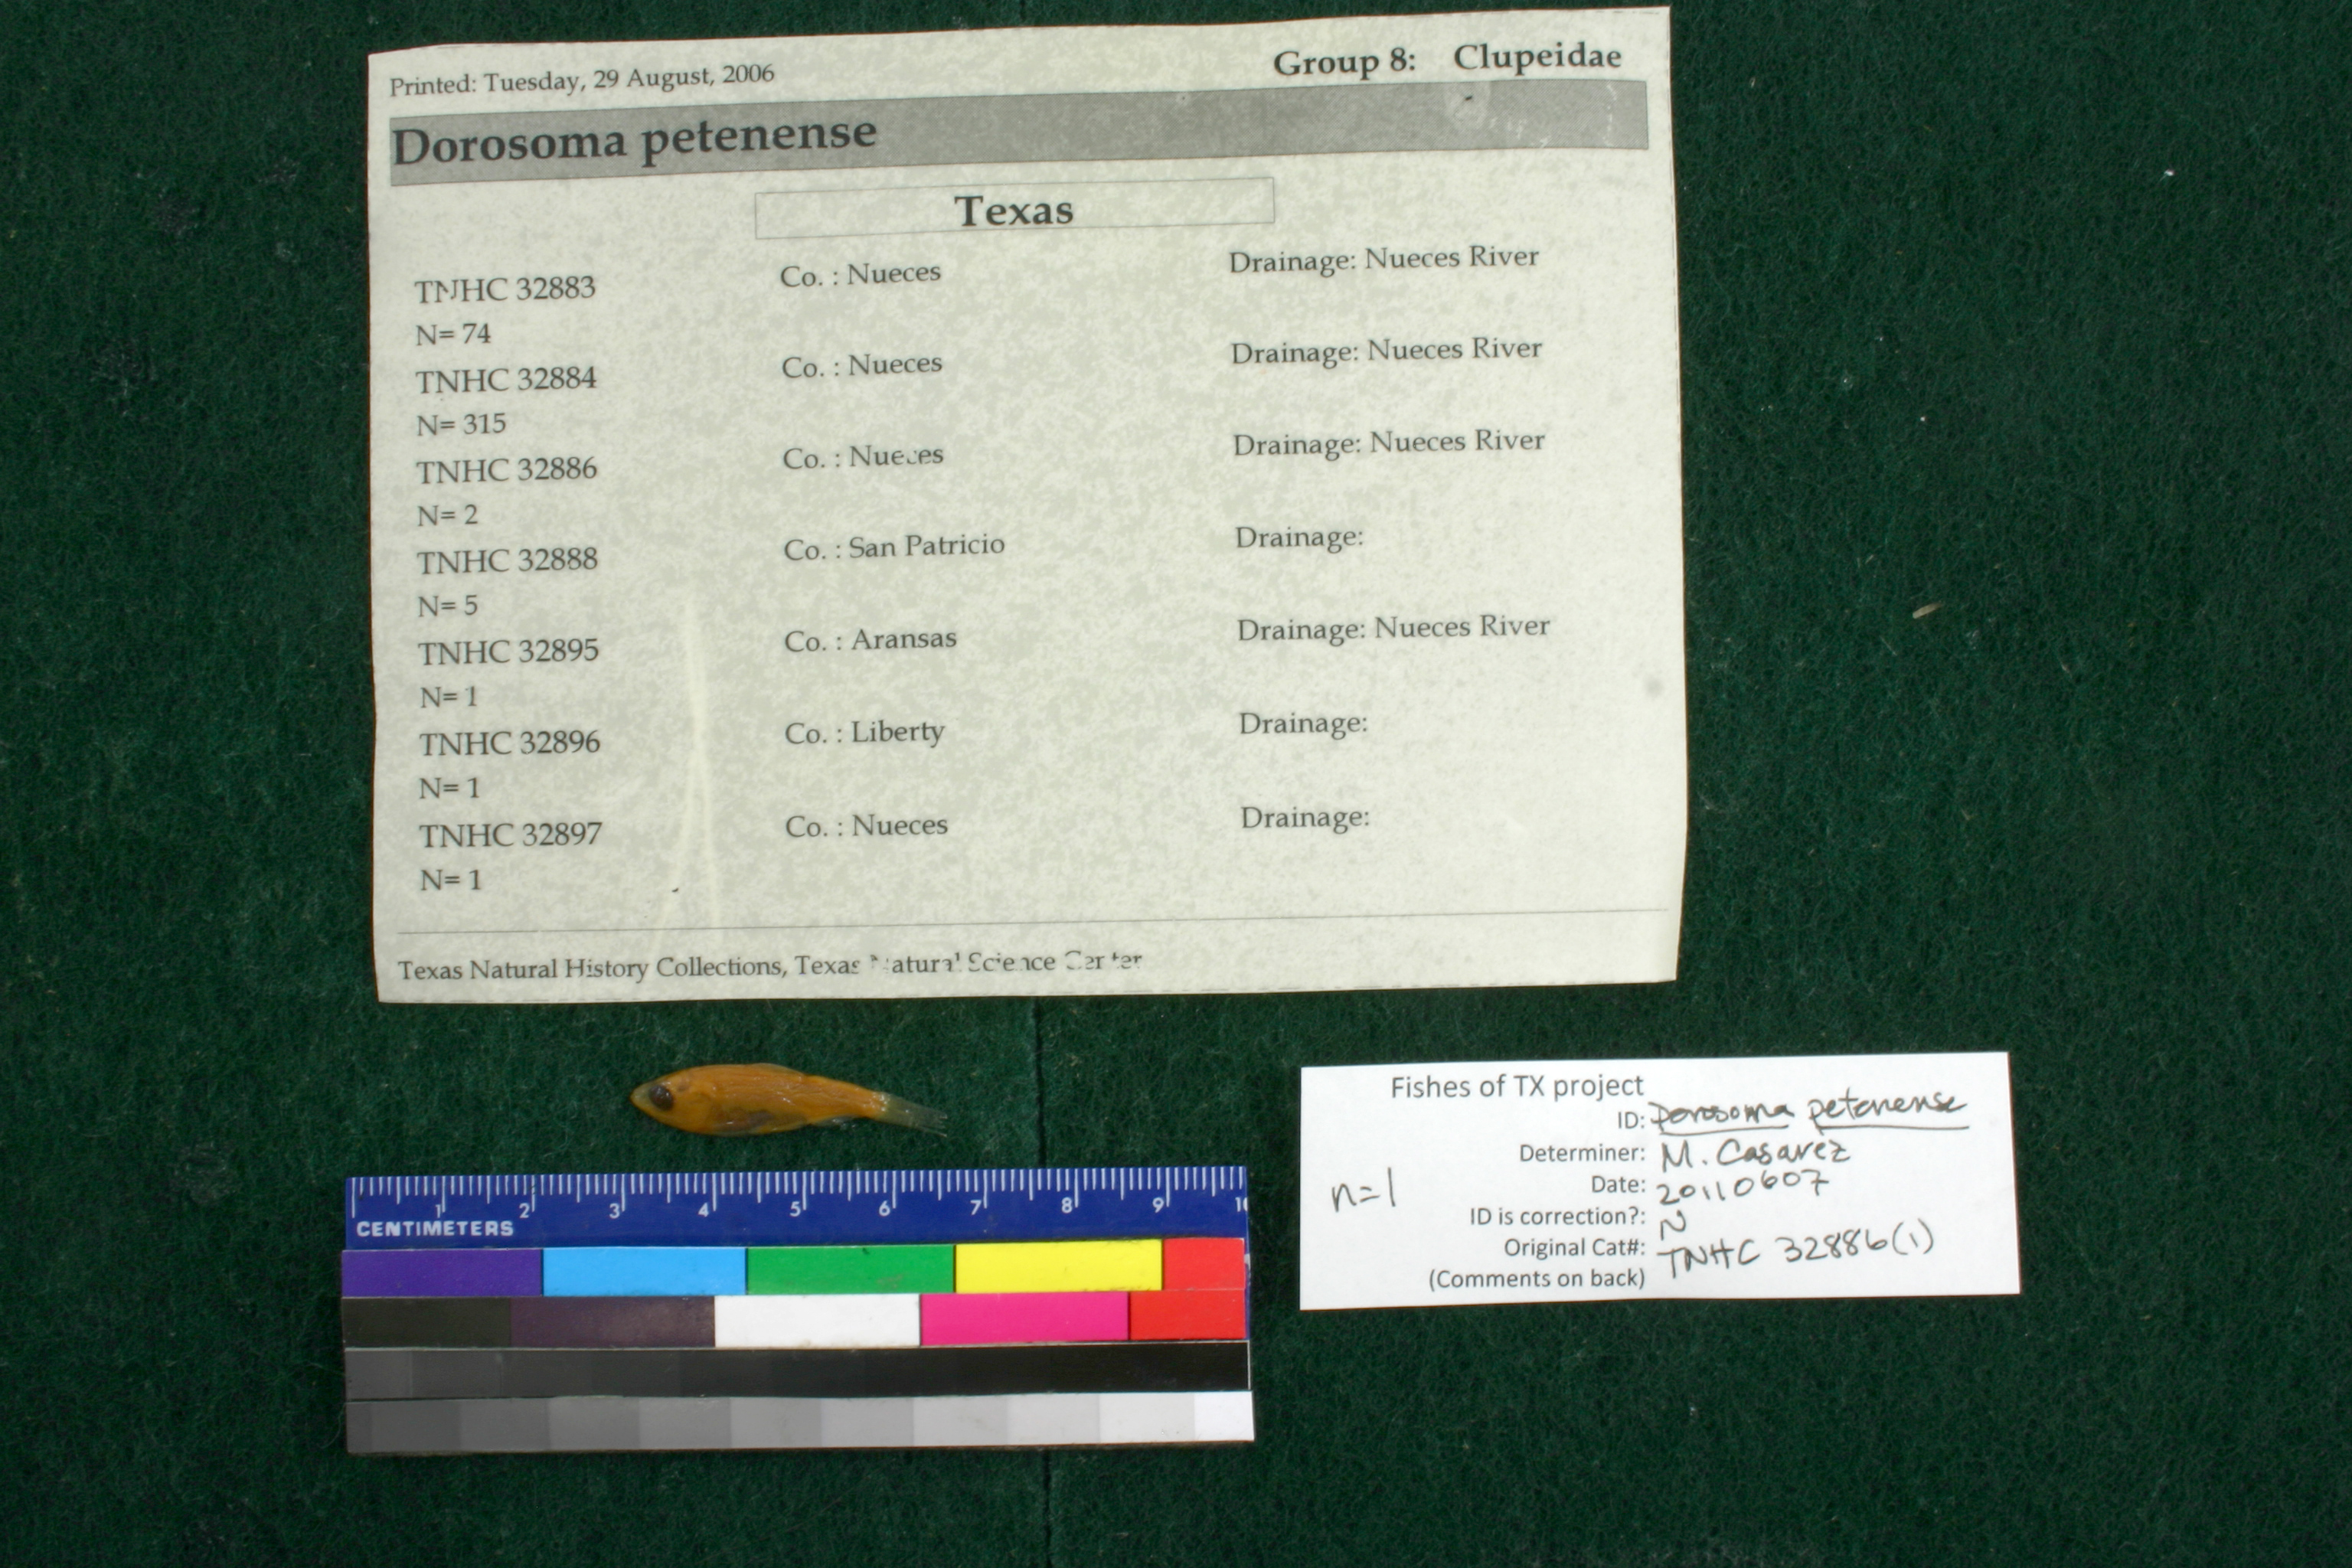 Printed: Tuesday, 29 August, 2006 Group 8: Clupeidae
Dorosoma petenense
Texas
TNHC 32883 Co. : Nueces Drainage: Nueces River
N= 74
TNHC 32884 Co. : Nueces Drainage: Nueces River
N= 315
TNHC 32886 Co. : Nueces Drainage: Nueces River
N= 2
TNHC 32888 Co. : San Patricio Drainage:
N= 5
TNHC 32895 Co. : Aransas Drainage: Nueces River
N= 1
TNHC 32896 Co. : Liberty Drainage:
N= 1
TNHC 32897 Co. : Nueces Drainage:
N= 1
Texas Natural History Collections, Texas Natural Science Center
Fishes of TX project
ID: Dorosoma petenense
Determiner: M. Casarez
Date: 20110607
n=1
ID is correction?: N
Original Cat#: TNHC 32886(1)
(Comments on back)
1 2 3 4 5 6 7 8 9 10
CENTIMETERS